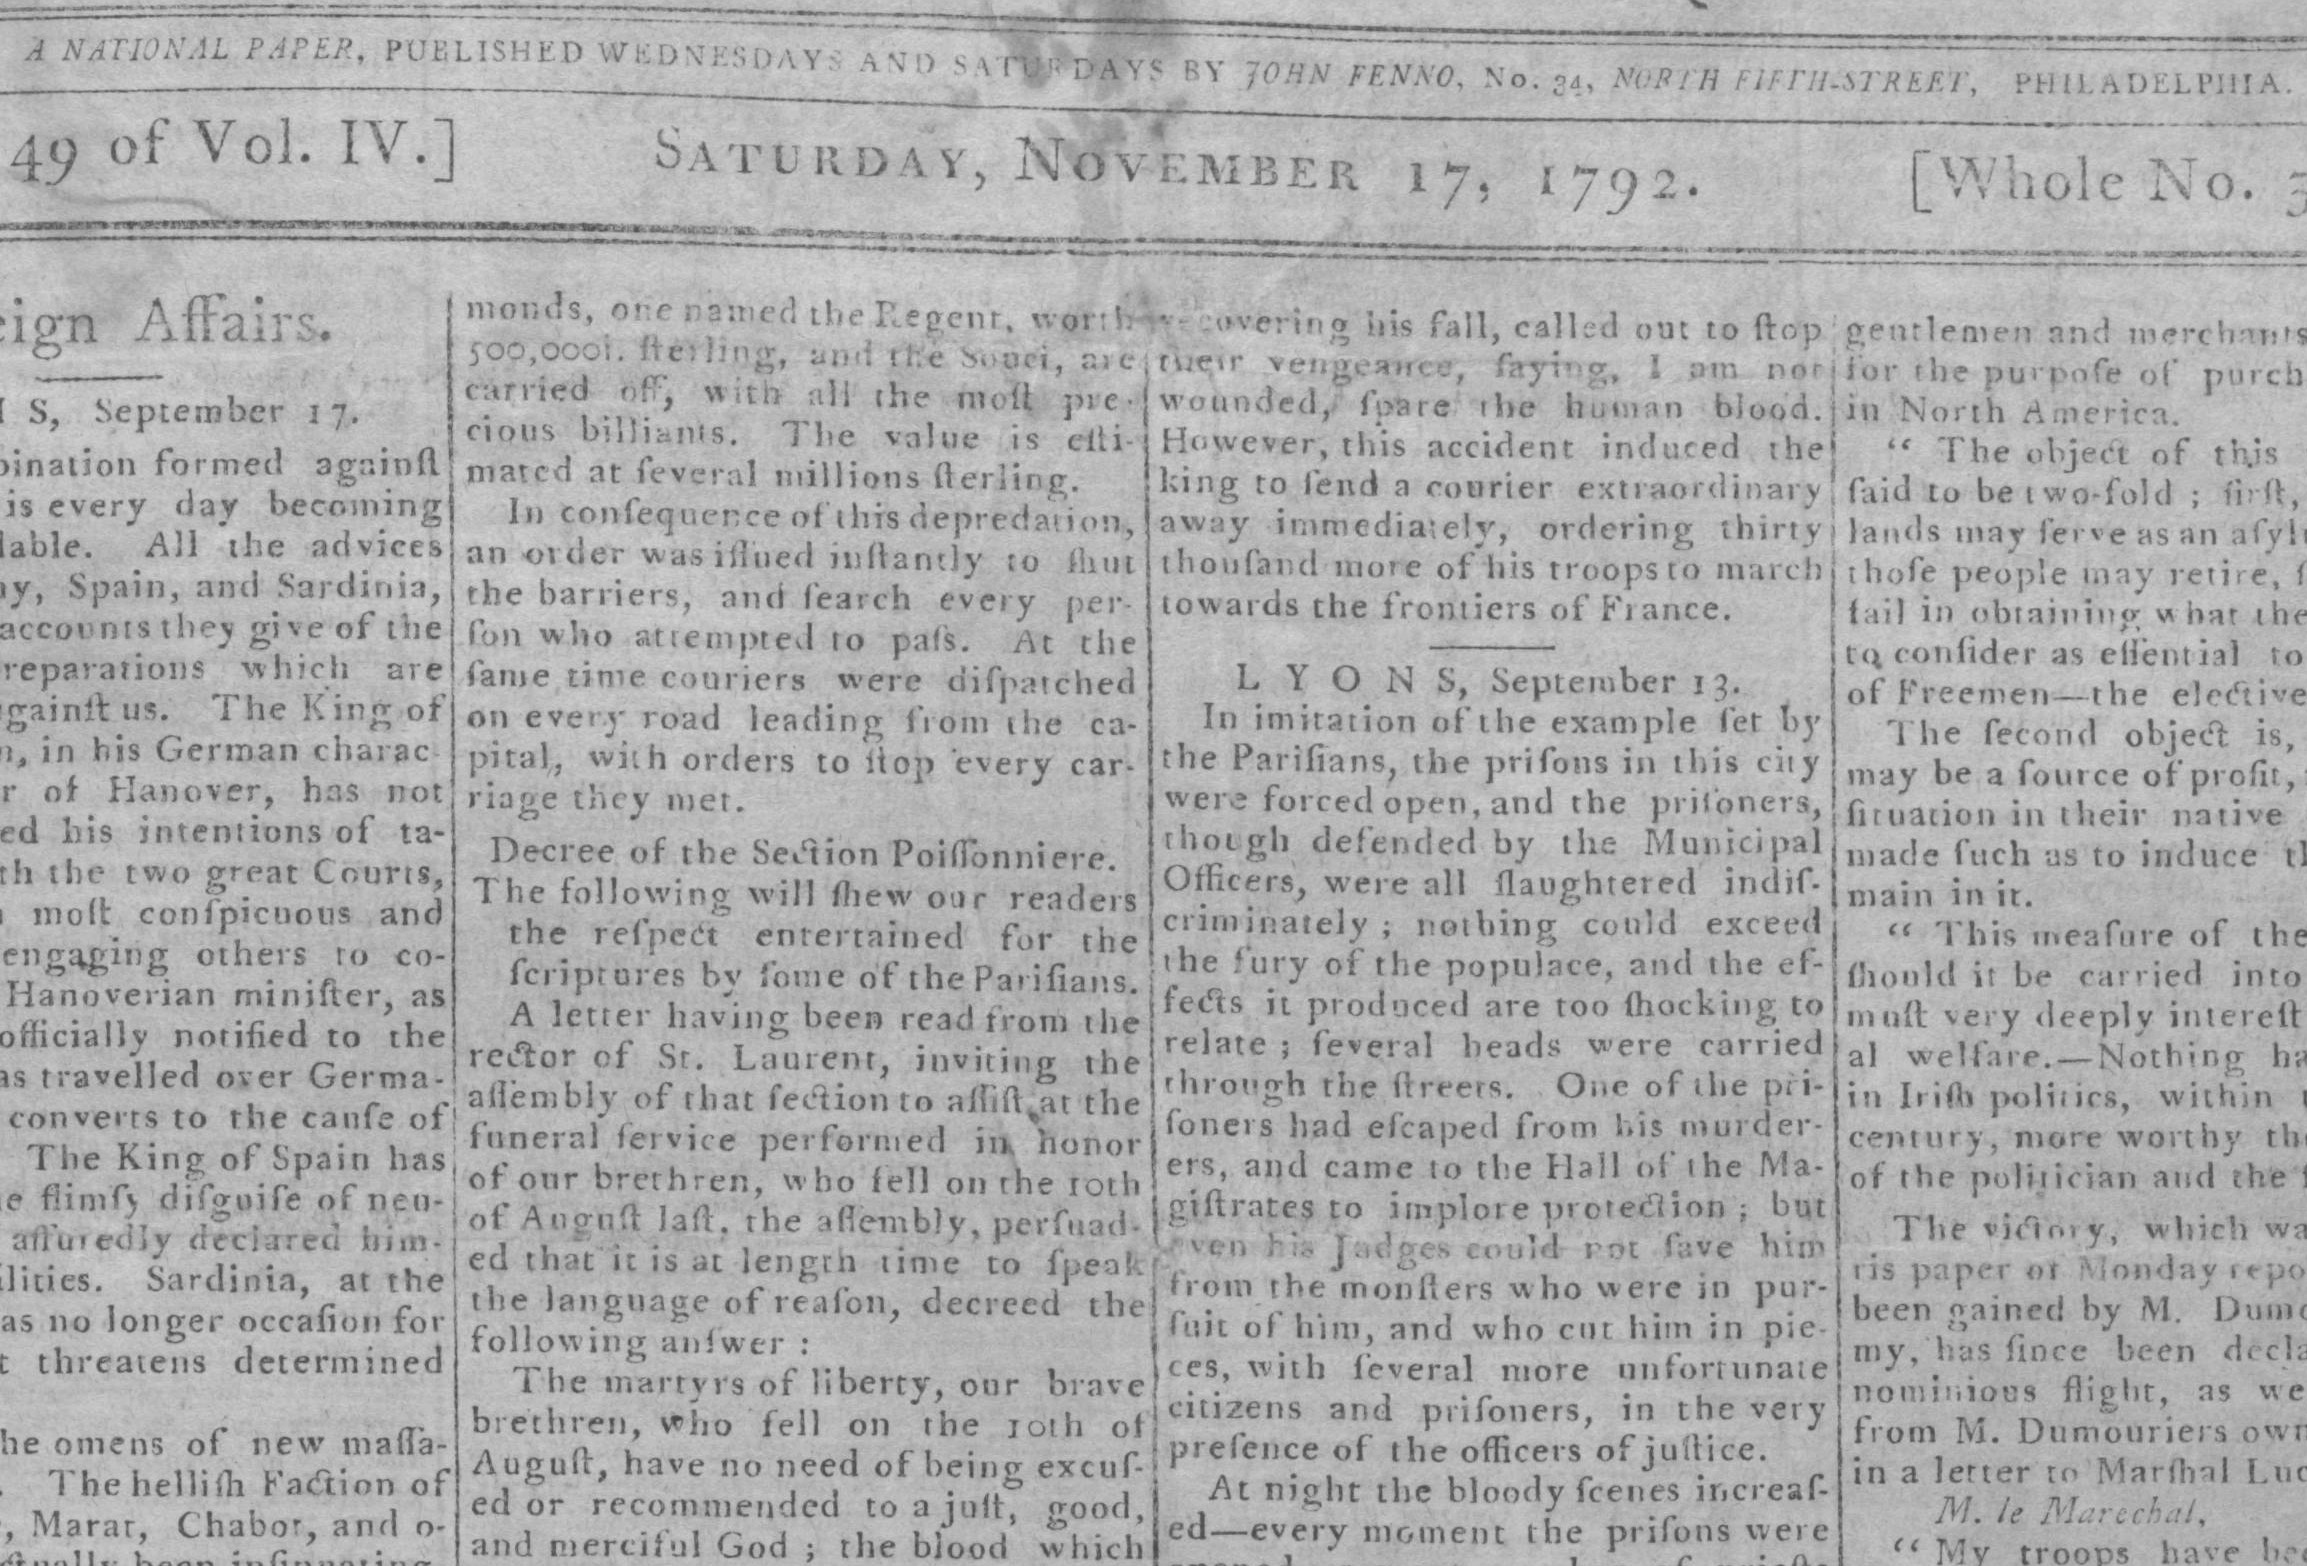 A NATIONAL PAPER, PUBLISHED WEDNESDAYS AND SATURDAYS BY JOHN FENNO, No. 34, NORTH FIFTH-STREET, PHILADELPHIA.
49 of Vol. IV.]
SATURDAY, NOVEMBER 17, 1792.
[Whole No. 3
eign Affairs.
I S, September 17.
bination formed againſt
is every day becoming
lable. All the advices
ny, Spain, and Sardinia,
accounts they give of the
reparations which are
againſt us. The King of
n, in his German charac-
r of Hanover, has not
ed his intentions of ta-
th the two great Courts,
moſt conſpicuous and
engaging others to co-
Hanoverian miniſter, as
officially notified to the
as travelled over Germa-
converts to the cauſe of
The King of Spain has
e flimſy diſguiſe of neu-
aſſuredly declared him-
ilities. Sardinia, at the
as no longer occaſion for
t threatens determined
he omens of new maſſa-
. The helliſh Faction of
, Marat, Chabot, and o-
monds, one named the Regent, worth
500,000l. ſterling, and the Souci, are
carried off, with all the moſt pre-
cious billiants. The value is eſti-
mated at ſeveral millions ſterling.
In conſequence of this depredation,
an order was iſſued inſtantly to ſhut
the barriers, and ſearch every per-
ſon who attempted to paſs. At the
ſame time couriers were diſpatched
on every road leading from the ca-
pital, with orders to ſtop every car-
riage they met.
Decree of the Section Poiſſonniere.
The following will ſhew our readers
the reſpect entertained for the
ſcriptures by ſome of the Pariſians.
A letter having been read from the
rector of St. Laurent, inviting the
aſſembly of that ſection to aſſiſt at the
funeral ſervice performed in honor
of our brethren, who fell on the 10th
of Auguſt laſt, the aſſembly, perſuad-
ed that it is at length time to ſpeak
the language of reaſon, decreed the
following anſwer :
The martyrs of liberty, our brave
brethren, who fell on the 10th of
Auguſt, have no need of being excuſ-
ed or recommended to a juſt, good,
and merciful God ; the blood which
recovering his fall, called out to ſtop
their vengeance, ſaying, I am not
wounded, ſpare the human blood.
However, this accident induced the
king to ſend a courier extraordinary
away immediately, ordering thirty
thouſand more of his troops to march
towards the frontiers of France.
L Y O N S, September 13.
In imitation of the example ſet by
the Pariſians, the priſons in this city
were forced open, and the priſoners,
though defended by the Municipal
Officers, were all ſlaughtered indiſ-
criminately ; nothing could exceed
the fury of the populace, and the ef-
fects it produced are too ſhocking to
relate ; ſeveral heads were carried
through the ſtreets. One of the pri-
ſoners had eſcaped from his murder-
ers, and came to the Hall of the Ma-
giſtrates to implore protection ; but
even his Judges could not ſave him
from the monſters who were in pur-
ſuit of him, and who cut him in pie-
ces, with ſeveral more unfortunate
citizens and priſoners, in the very
preſence of the officers of juſtice.
At night the bloody ſcenes increaſ-
ed—every moment the priſons were
gentlemen and merchants
for the purpoſe of purch
in North America.
“ The object of this
ſaid to be two-fold ; firſt,
lands may ſerve as an aſyl
thoſe people may retire, ſ
fail in obtaining what the
to conſider as eſſential to
of Freemen—the elective
The ſecond object is,
may be a ſource of profit,
ſituation in their native
made ſuch as to induce th
main in it.
“ This meaſure of the
ſhould it be carried into
muſt very deeply intereſt
al welfare.—Nothing ha
in Iriſh politics, within
century, more worthy th
of the politician and the
The victory, which wa
ris paper of Monday repo
been gained by M. Dumo
my, has ſince been decla
nominious flight, as we
from M. Dumouriers own
in a letter to Marſhal Luc
M. le Marechal,
“ My troops have bee